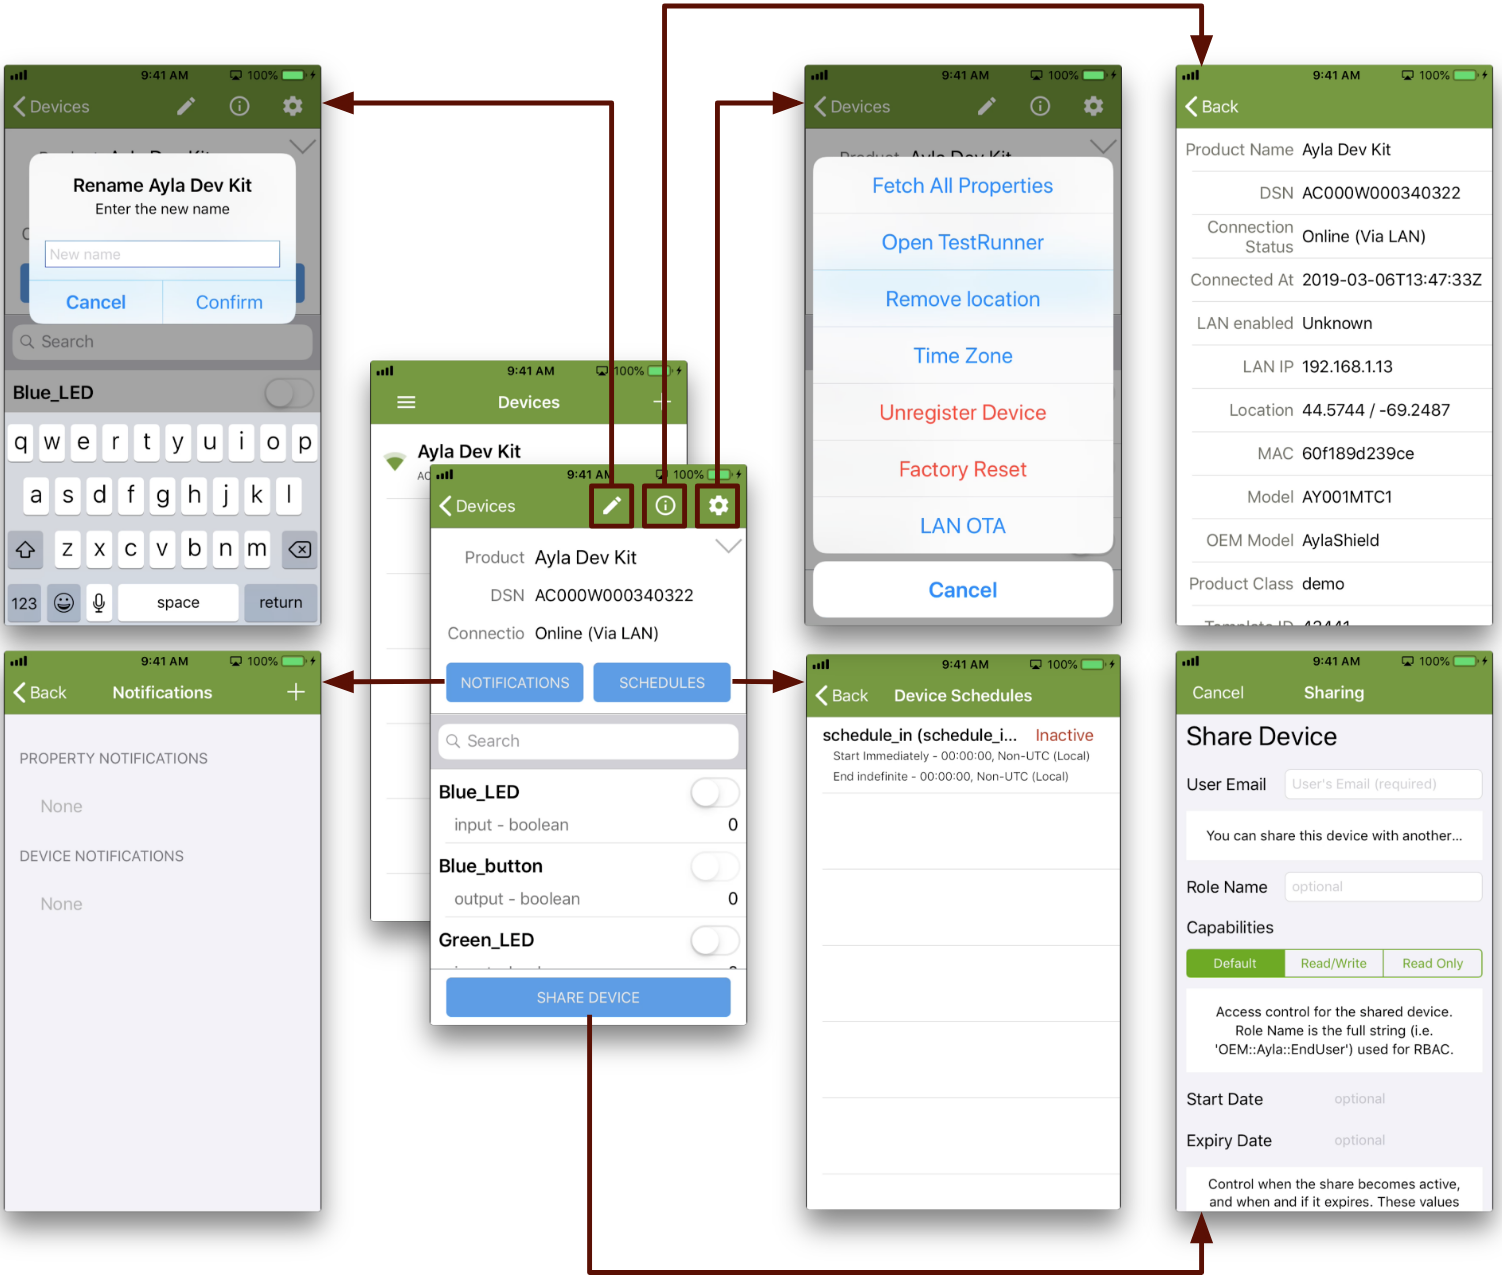 9:41 AM 100%
Devices
Rename Ayla Dev Kit
Enter the new name
New name
Cancel Confirm
Search
Blue_LED
q w e r t y u i o p
a s d f g h j k l
z x c v b n m
123 space return
9:41 AM 100%
Devices
Fetch All Properties
Open TestRunner
Remove location
Time Zone
Unregister Device
Factory Reset
LAN OTA
Cancel
9:41 AM 100%
Back
Product Name Ayla Dev Kit
DSN AC000W000340322
Connection
Status Online (Via LAN)
Connected At 2019-03-06T13:47:33Z
LAN enabled Unknown
LAN IP 192.168.1.13
Location 44.5744 / -69.2487
MAC 60f189d239ce
Model AY001MTC1
OEM Model AylaShield
Product Class demo
9:41 AM 100%
Devices
Ayla Dev Kit
AC
9:41 AM 100%
Devices
Product Ayla Dev Kit
DSN AC000W000340322
Connectio Online (Via LAN)
NOTIFICATIONS SCHEDULES
Search
Blue_LED
input - boolean 0
Blue_button
output - boolean 0
Green_LED
SHARE DEVICE
9:41 AM 100%
Back Notifications
PROPERTY NOTIFICATIONS
None
DEVICE NOTIFICATIONS
None
9:41 AM 100%
Back Device Schedules
schedule_in (schedule_i... Inactive
Start Immediately - 00:00:00, Non-UTC (Local)
End indefinite - 00:00:00, Non-UTC (Local)
9:41 AM 100%
Cancel Sharing
Share Device
User Email User's Email (required)
You can share this device with another...
Role Name optional
Capabilities
Default Read/Write Read Only
Access control for the shared device.
Role Name is the full string (i.e.
'OEM::Ayla::EndUser') used for RBAC.
Start Date optional
Expiry Date optional
Control when the share becomes active,
and when and if it expires. These values